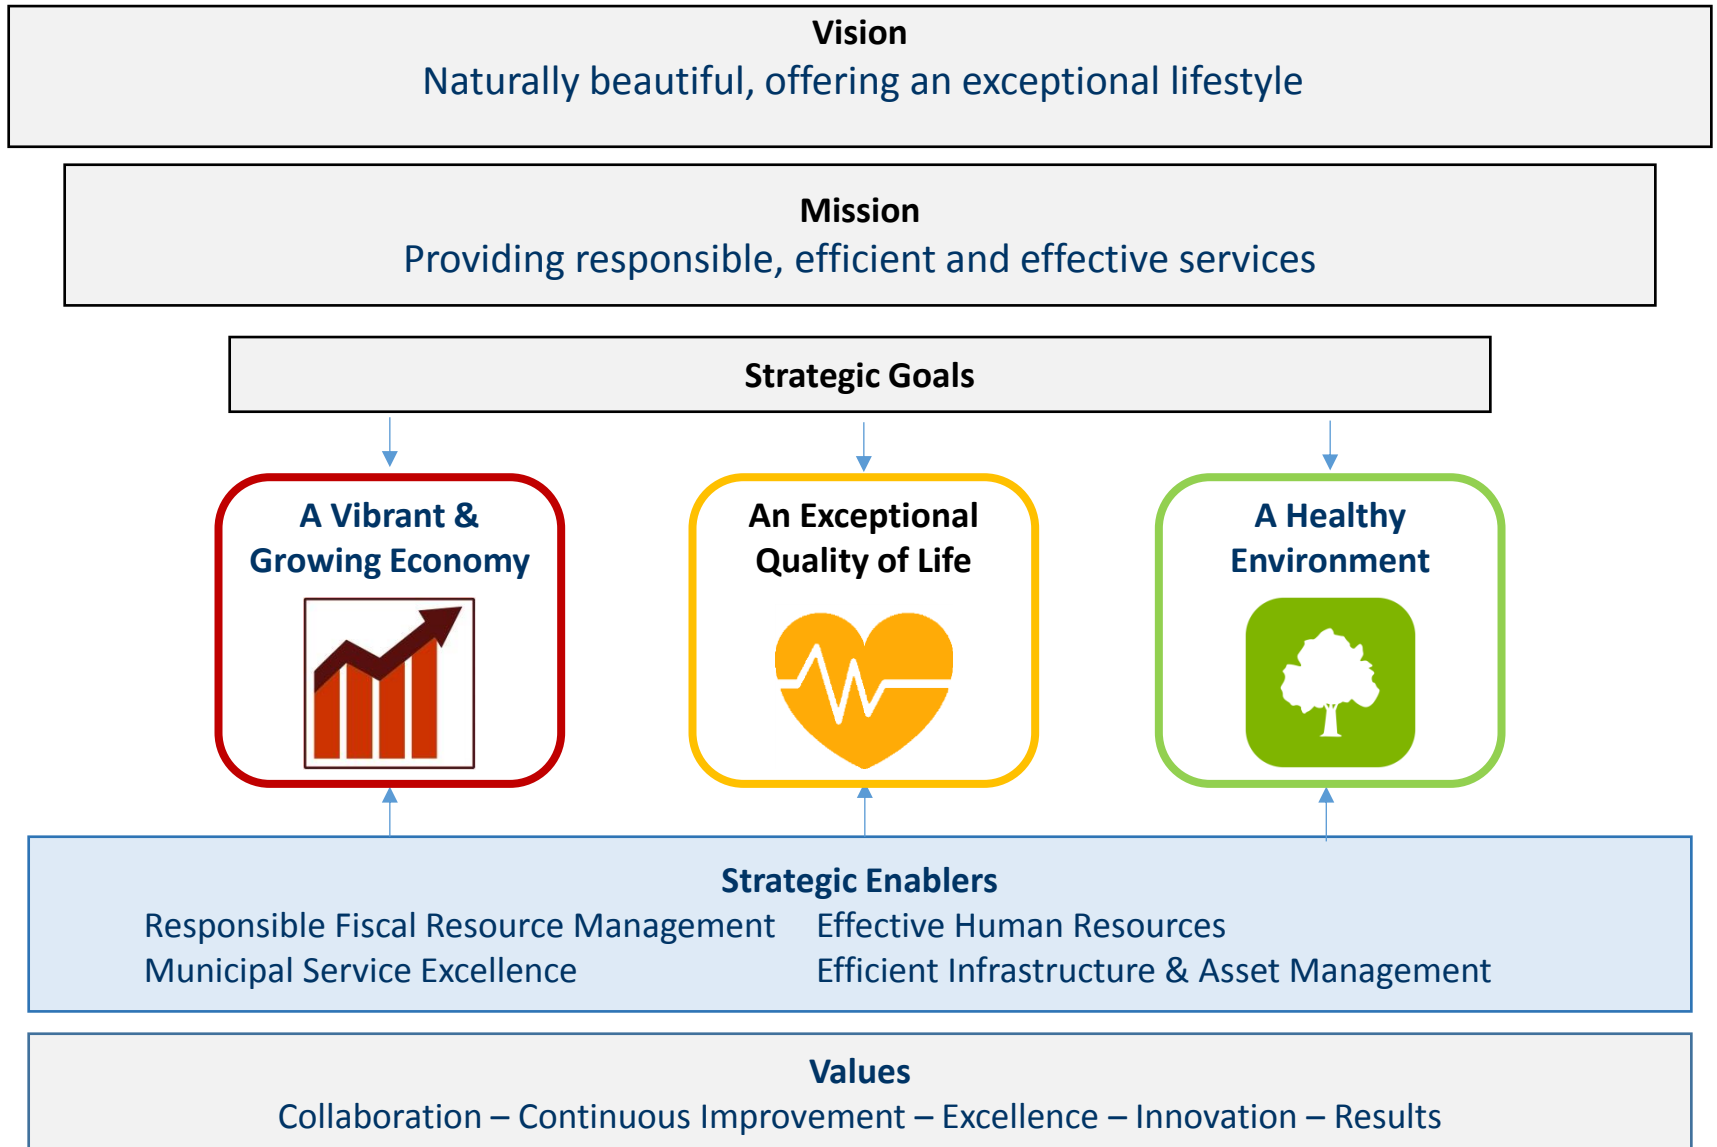 Vision
Naturally beautiful, offering an exceptional lifestyle
Mission
Providing responsible, efficient and effective services
Strategic Goals
A Vibrant &
Growing Economy
An Exceptional
Quality of Life
A Healthy
Environment
Strategic Enablers
Responsible Fiscal Resource Management Effective Human Resources
Municipal Service Excellence Efficient Infrastructure & Asset Management
Values
Collaboration – Continuous Improvement – Excellence – Innovation – Results